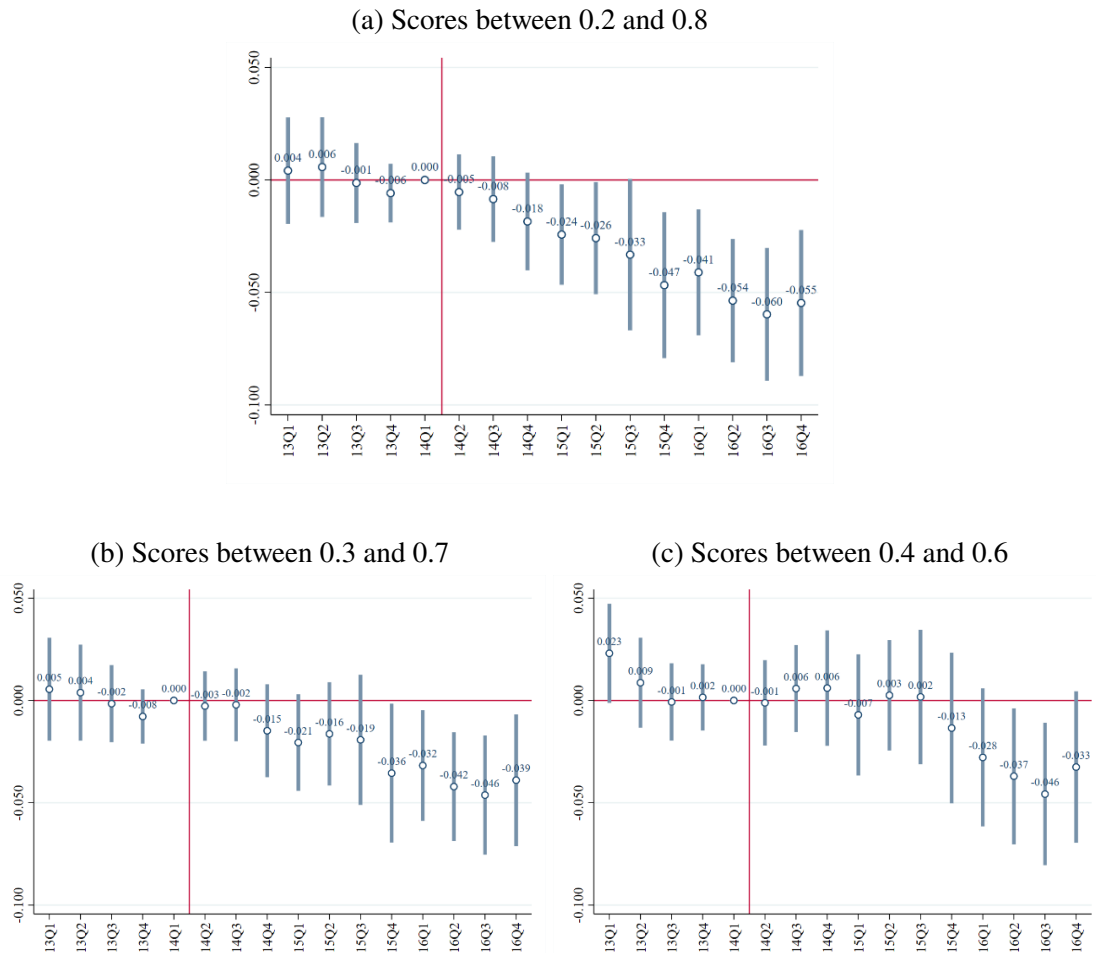 (a) Scores between 0.2 and 0.8
0.050
0.000
-0.050
-0.100
0.004
0.006
-0.001
-0.006
0.000
-0.005
-0.008
-0.018
-0.024
-0.026
-0.033
-0.047
-0.041
-0.054
-0.060
-0.055
13Q1
13Q2
13Q3
13Q4
14Q1
14Q2
14Q3
14Q4
15Q1
15Q2
15Q3
15Q4
16Q1
16Q2
16Q3
16Q4
(b) Scores between 0.3 and 0.7
0.050
0.000
-0.050
-0.100
0.005
0.004
-0.002
-0.008
0.000
-0.003
-0.002
-0.015
-0.021
-0.016
-0.019
-0.036
-0.032
-0.042
-0.046
-0.039
13Q1
13Q2
13Q3
13Q4
14Q1
14Q2
14Q3
14Q4
15Q1
15Q2
15Q3
15Q4
16Q1
16Q2
16Q3
16Q4
(c) Scores between 0.4 and 0.6
0.050
0.000
-0.050
-0.100
0.023
0.009
-0.001
0.002
0.000
-0.001
0.006
0.006
-0.007
0.003
0.002
-0.013
-0.028
-0.037
-0.046
-0.033
13Q1
13Q2
13Q3
13Q4
14Q1
14Q2
14Q3
14Q4
15Q1
15Q2
15Q3
15Q4
16Q1
16Q2
16Q3
16Q4